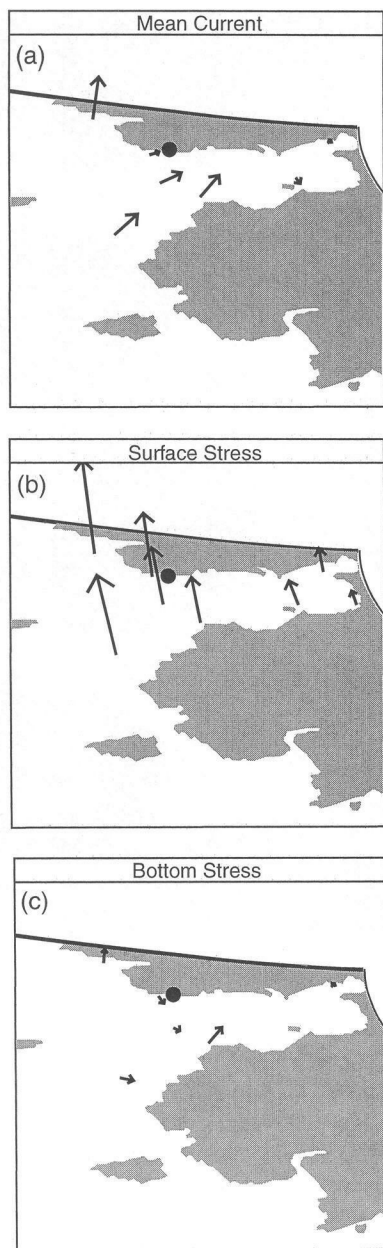 Mean Current
(a)
Surface Stress
(b)
Bottom Stress
(c)